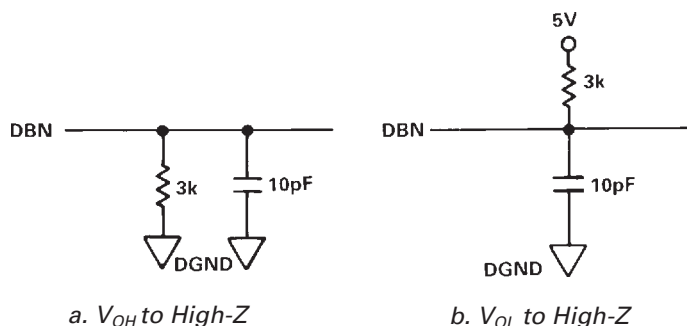 DBN
3k
10pF
DGND
a. VOH to High-Z
5V
3k
DBN
10pF
DGND
b. VOL to High-Z